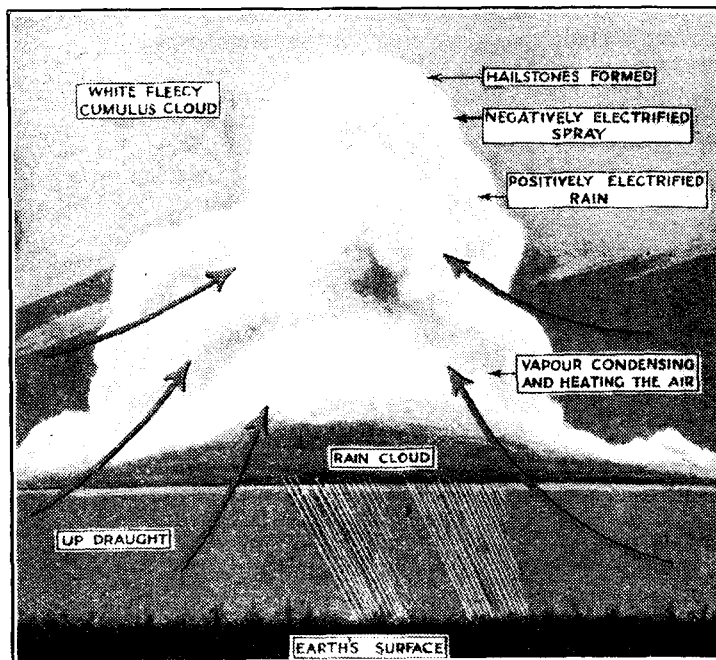 WHITE FLEECY
CUMULUS CLOUD
HAILSTONES FORMED
NEGATIVELY ELECTRIFIED
SPRAY
POSITIVELY ELECTRIFIED
RAIN
VAPOUR CONDENSING
AND HEATING THE AIR
RAIN CLOUD
UP DRAUGHT
EARTH'S SURFACE